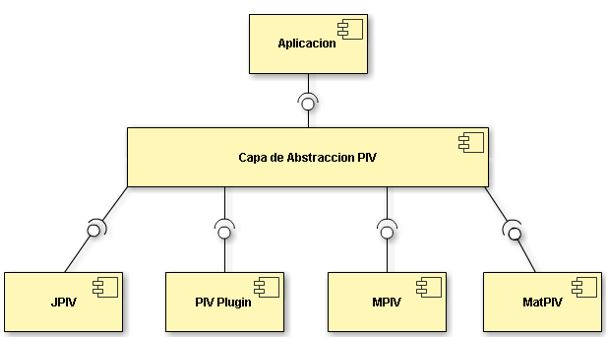 Aplicacion
Capa de Abstraccion PIV
JPIV
PIV Plugin
MPIV
MatPIV